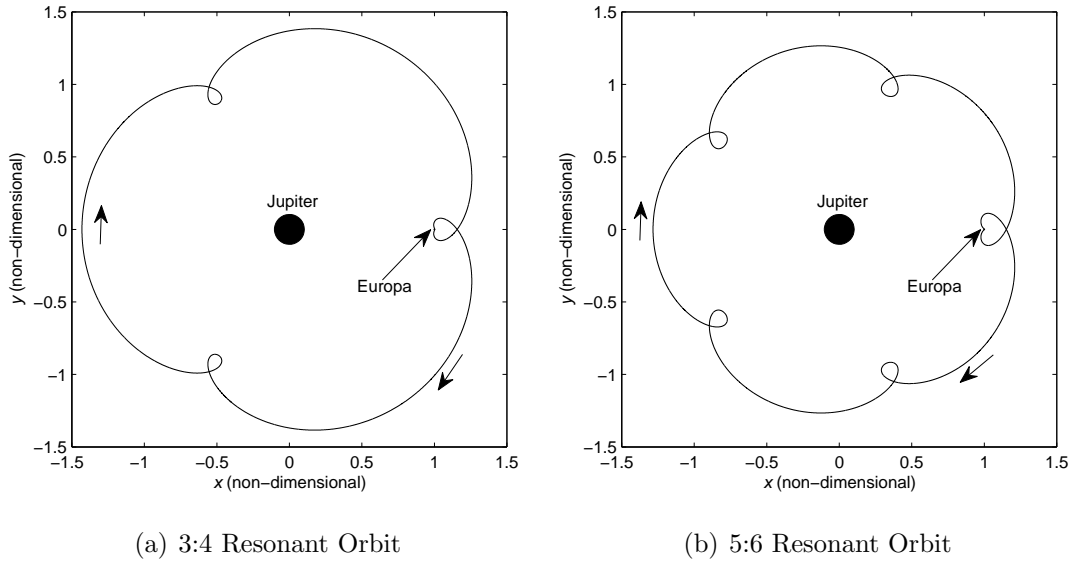 1.5
1
0.5
0
−0.5
−1
−1.5
y (non−dimensional)
Jupiter
Europa
−1.5 −1 −0.5 0 0.5 1 1.5
x (non−dimensional)
(a) 3:4 Resonant Orbit
1.5
1
0.5
0
−0.5
−1
−1.5
y (non−dimensional)
Jupiter
Europa
−1.5 −1 −0.5 0 0.5 1 1.5
x (non−dimensional)
(b) 5:6 Resonant Orbit